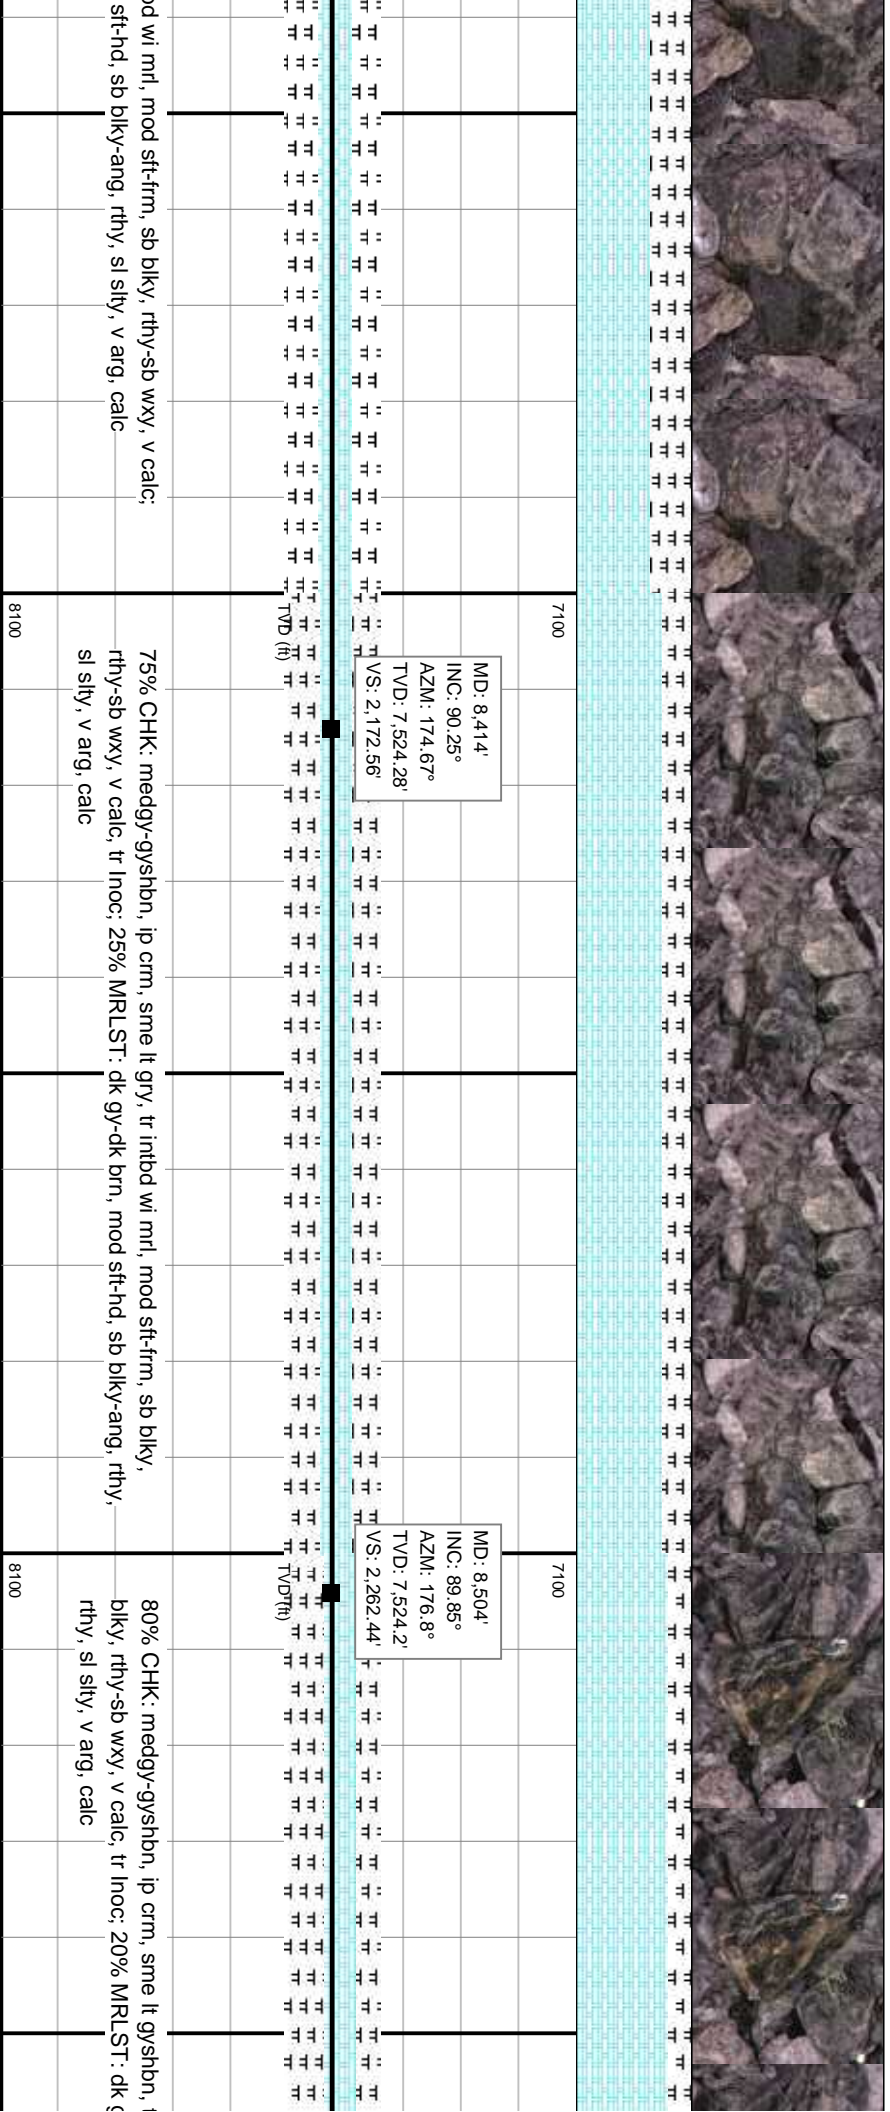 od wi mrl, mod sft-frm, sb blky, rthy-sb wxy, v calc;
sft-hd, sb blky-ang, rthy, sl slty, v arg, calc
7100
TVD (ft)
8100
MD: 8,414'
INC: 90.25°
AZM: 174.67°
TVD: 7,524.28'
VS: 2,172.56'
75% CHK: medgy-gyshbn, ip crm, sme lt gry, tr intbd wi mrl, mod sft-frm, sb blky,
rthy-sb wxy, v calc, tr Inoc; 25% MRLST: dk gy-dk brn, mod sft-hd, sb blky-ang, rthy,
sl slty, v arg, calc
7100
TVD (ft)
8100
MD: 8,504'
INC: 89.85°
AZM: 176.8°
TVD: 7,524.2'
VS: 2,262.44'
80% CHK: medgy-gyshbn, ip crm, sme lt gyshbn, t
blky, rthy-sb wxy, v calc, tr Inoc; 20% MRLST: dk g
rthy, sl slty, v arg, calc